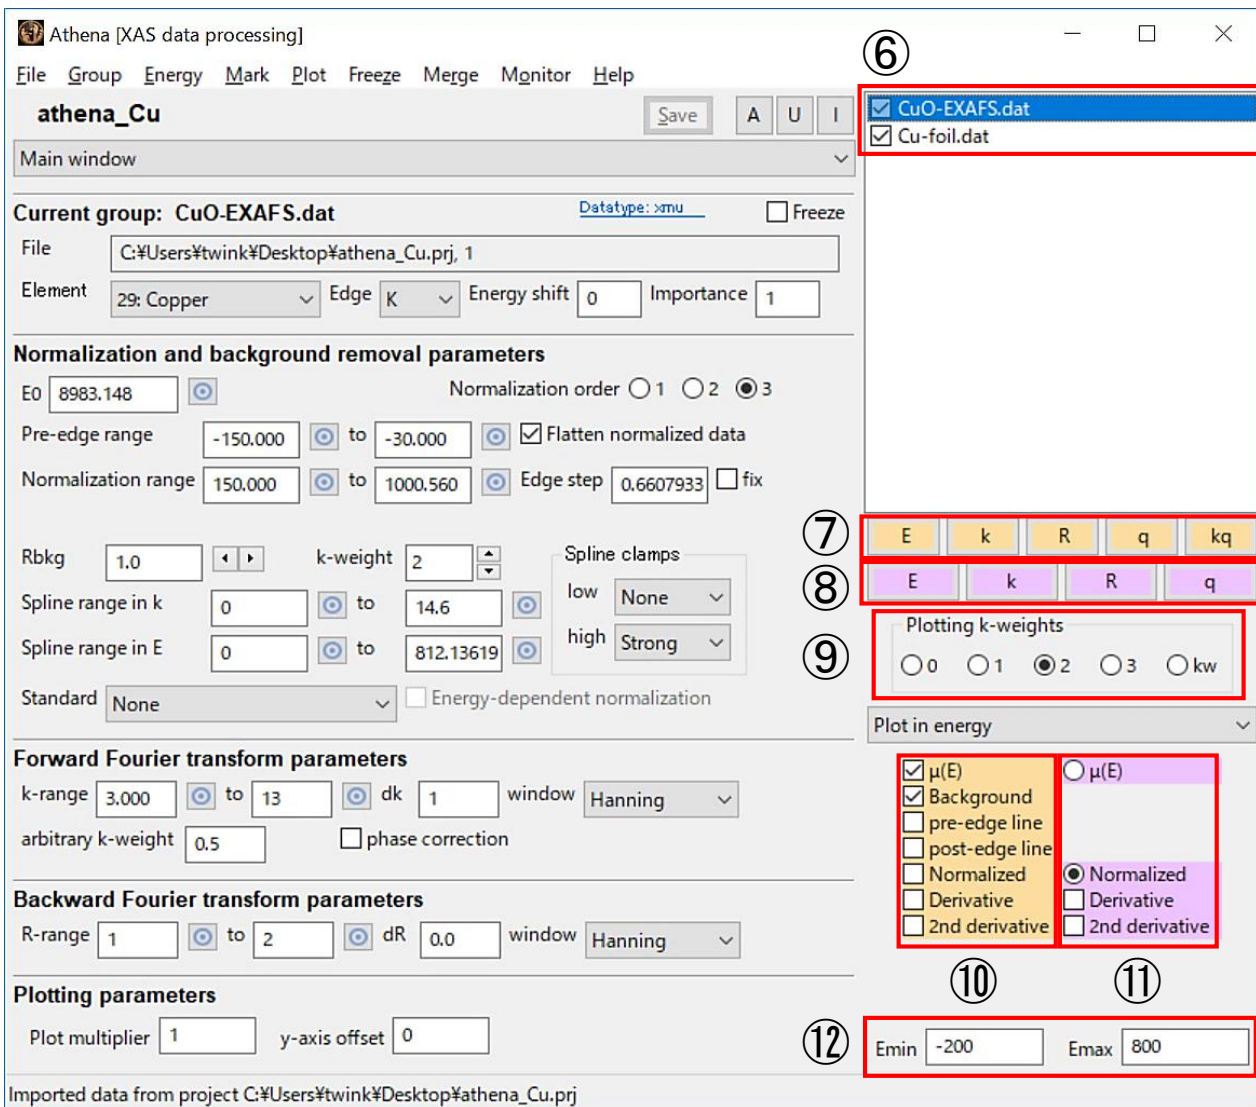 Athena [XAS data processing]
File Group Energy Mark Plot Freeze Merge Monitor Help
athena_Cu Save A U I
Main window
Current group: CuO-EXAFS.dat Datatype: xmu Freeze
File C:¥Users¥twink¥Desktop¥athena_Cu.prj, 1
Element 29: Copper Edge K Energy shift 0 Importance 1
Normalization and background removal parameters
E0 8983.148 Normalization order 1 2 3
Pre-edge range -150.000 to -30.000 Flatten normalized data
Normalization range 150.000 to 1000.560 Edge step 0.6607933 fix
Rbkg 1.0 k-weight 2 Spline clamps
Spline range in k 0 to 14.6 low None
Spline range in E 0 to 812.13619 high Strong
Standard None Energy-dependent normalization
Forward Fourier transform parameters
k-range 3.000 to 13 dk 1 window Hanning
arbitrary k-weight 0.5 phase correction
Backward Fourier transform parameters
R-range 1 to 2 dR 0.0 window Hanning
Plotting parameters
Plot multiplier 1 y-axis offset 0
Imported data from project C:¥Users¥twink¥Desktop¥athena_Cu.prj
⑥
CuO-EXAFS.dat
Cu-foil.dat
⑦ E k R q kq
⑧ E k R q
⑨ Plotting k-weights
0 1 2 3 kw
Plot in energy
μ(E) μ(E)
Background
pre-edge line
post-edge line
Normalized Normalized
Derivative Derivative
2nd derivative 2nd derivative
⑩ ⑪
⑫ Emin -200 Emax 800